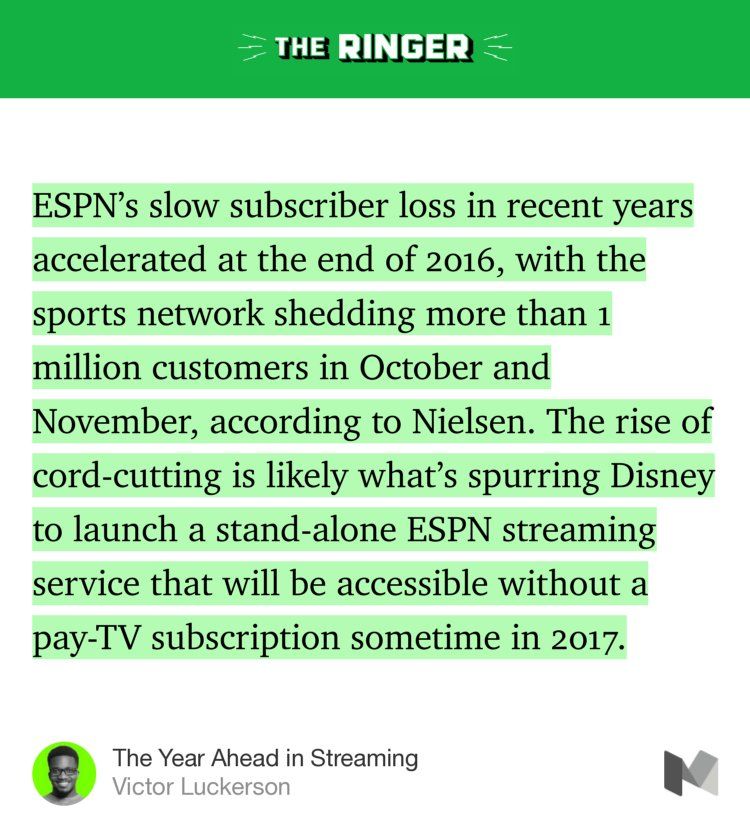 THE RINGER
ESPN’s slow subscriber loss in recent years
accelerated at the end of 2016, with the
sports network shedding more than 1
million customers in October and
November, according to Nielsen. The rise of
cord-cutting is likely what’s spurring Disney
to launch a stand-alone ESPN streaming
service that will be accessible without a
pay-TV subscription sometime in 2017.
The Year Ahead in Streaming
Victor Luckerson